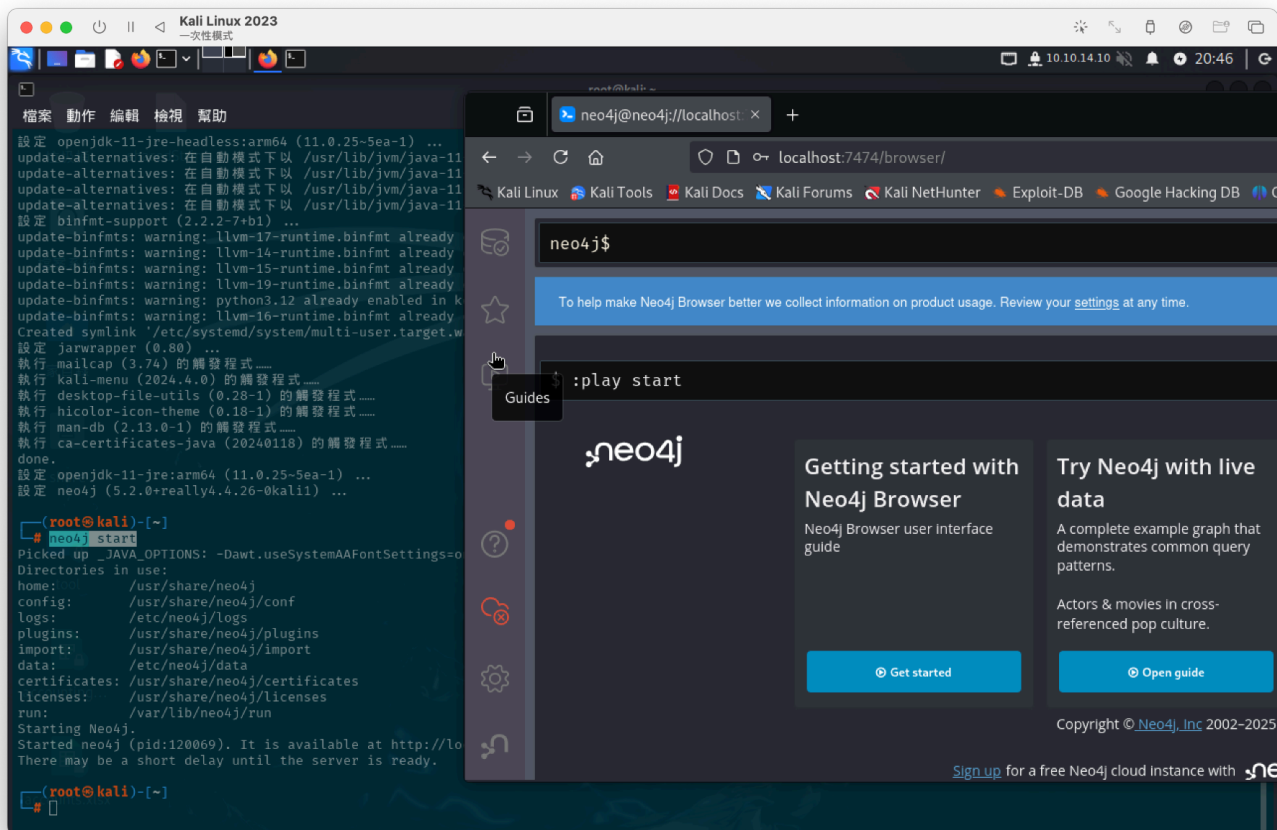 Kali Linux 2023
一次性模式
10.10.14.10
20:46
root@kali: ~
檔案 動作 編輯 檢視 幫助
設定 openjdk-11-jre-headless:arm64 (11.0.25~5ea-1) ...
update-alternatives: 在自動模式下以 /usr/lib/jvm/java-11
update-alternatives: 在自動模式下以 /usr/lib/jvm/java-11
update-alternatives: 在自動模式下以 /usr/lib/jvm/java-11
update-alternatives: 在自動模式下以 /usr/lib/jvm/java-11
設定 binfmt-support (2.2.2-7+b1) ...
update-binfmts: warning: llvm-17-runtime.binfmt already
update-binfmts: warning: llvm-14-runtime.binfmt already
update-binfmts: warning: llvm-15-runtime.binfmt already
update-binfmts: warning: llvm-19-runtime.binfmt already
update-binfmts: warning: python3.12 already enabled in k
update-binfmts: warning: llvm-16-runtime.binfmt already
Created symlink '/etc/systemd/system/multi-user.target.w
設定 jarwrapper (0.80) ...
執行 mailcap (3.74) 的觸發程式……
執行 kali-menu (2024.4.0) 的觸發程式……
執行 desktop-file-utils (0.28-1) 的觸發程式……
執行 hicolor-icon-theme (0.18-1) 的觸發程式……
執行 man-db (2.13.0-1) 的觸發程式……
執行 ca-certificates-java (20240118) 的觸發程式……
done.
設定 openjdk-11-jre:arm64 (11.0.25~5ea-1) ...
設定 neo4j (5.2.0+really4.4.26-0kali1) ...
┌──(root㉿kali)-[~]
└─# neo4j start
Picked up _JAVA_OPTIONS: -Dawt.useSystemAAFontSettings=o
Directories in use:
home: /usr/share/neo4j
config: /usr/share/neo4j/conf
logs: /etc/neo4j/logs
plugins: /usr/share/neo4j/plugins
import: /usr/share/neo4j/import
data: /etc/neo4j/data
certificates: /usr/share/neo4j/certificates
licenses: /usr/share/neo4j/licenses
run: /var/lib/neo4j/run
Starting Neo4j.
Started neo4j (pid:120069). It is available at http://lo
There may be a short delay until the server is ready.
┌──(root㉿kali)-[~]
└─#
neo4j@neo4j://localhost:
localhost:7474/browser/
Kali Linux Kali Tools Kali Docs Kali Forums Kali NetHunter Exploit-DB Google Hacking DB
neo4j$
To help make Neo4j Browser better we collect information on product usage. Review your settings at any time.
$ :play start
Guides
neo4j
Getting started with
Neo4j Browser
Neo4j Browser user interface
guide
Get started
Try Neo4j with live
data
A complete example graph that
demonstrates common query
patterns.
Actors & movies in cross-
referenced pop culture.
Open guide
Copyright © Neo4j, Inc 2002–2025
Sign up for a free Neo4j cloud instance with